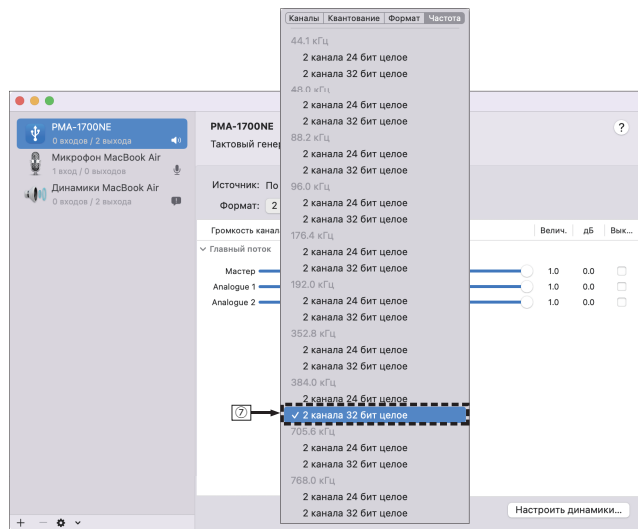 Каналы Квантование Формат Частота
44.1 кГц
2 канала 24 бит целое
2 канала 32 бит целое
48.0 кГц
2 канала 24 бит целое
2 канала 32 бит целое
88.2 кГц
2 канала 24 бит целое
2 канала 32 бит целое
96.0 кГц
2 канала 24 бит целое
2 канала 32 бит целое
176.4 кГц
2 канала 24 бит целое
2 канала 32 бит целое
192.0 кГц
2 канала 24 бит целое
2 канала 32 бит целое
352.8 кГц
2 канала 24 бит целое
2 канала 32 бит целое
384.0 кГц
2 канала 24 бит целое
⑦ ✓ 2 канала 32 бит целое
705.6 кГц
2 канала 24 бит целое
2 канала 32 бит целое
768.0 кГц
2 канала 24 бит целое
2 канала 32 бит целое
PMA-1700NE
0 входов / 2 выхода
Микрофон MacBook Air
1 вход / 0 выходов
Динамики MacBook Air
0 входов / 2 выхода
PMA-1700NE
?
Тактовый гене
Источник: По
Формат: 2
Громкость канал Велич. дБ Вык...
Главный поток
Мастер 1.0 0.0
Analogue 1 1.0 0.0
Analogue 2 1.0 0.0
Настроить динамики...